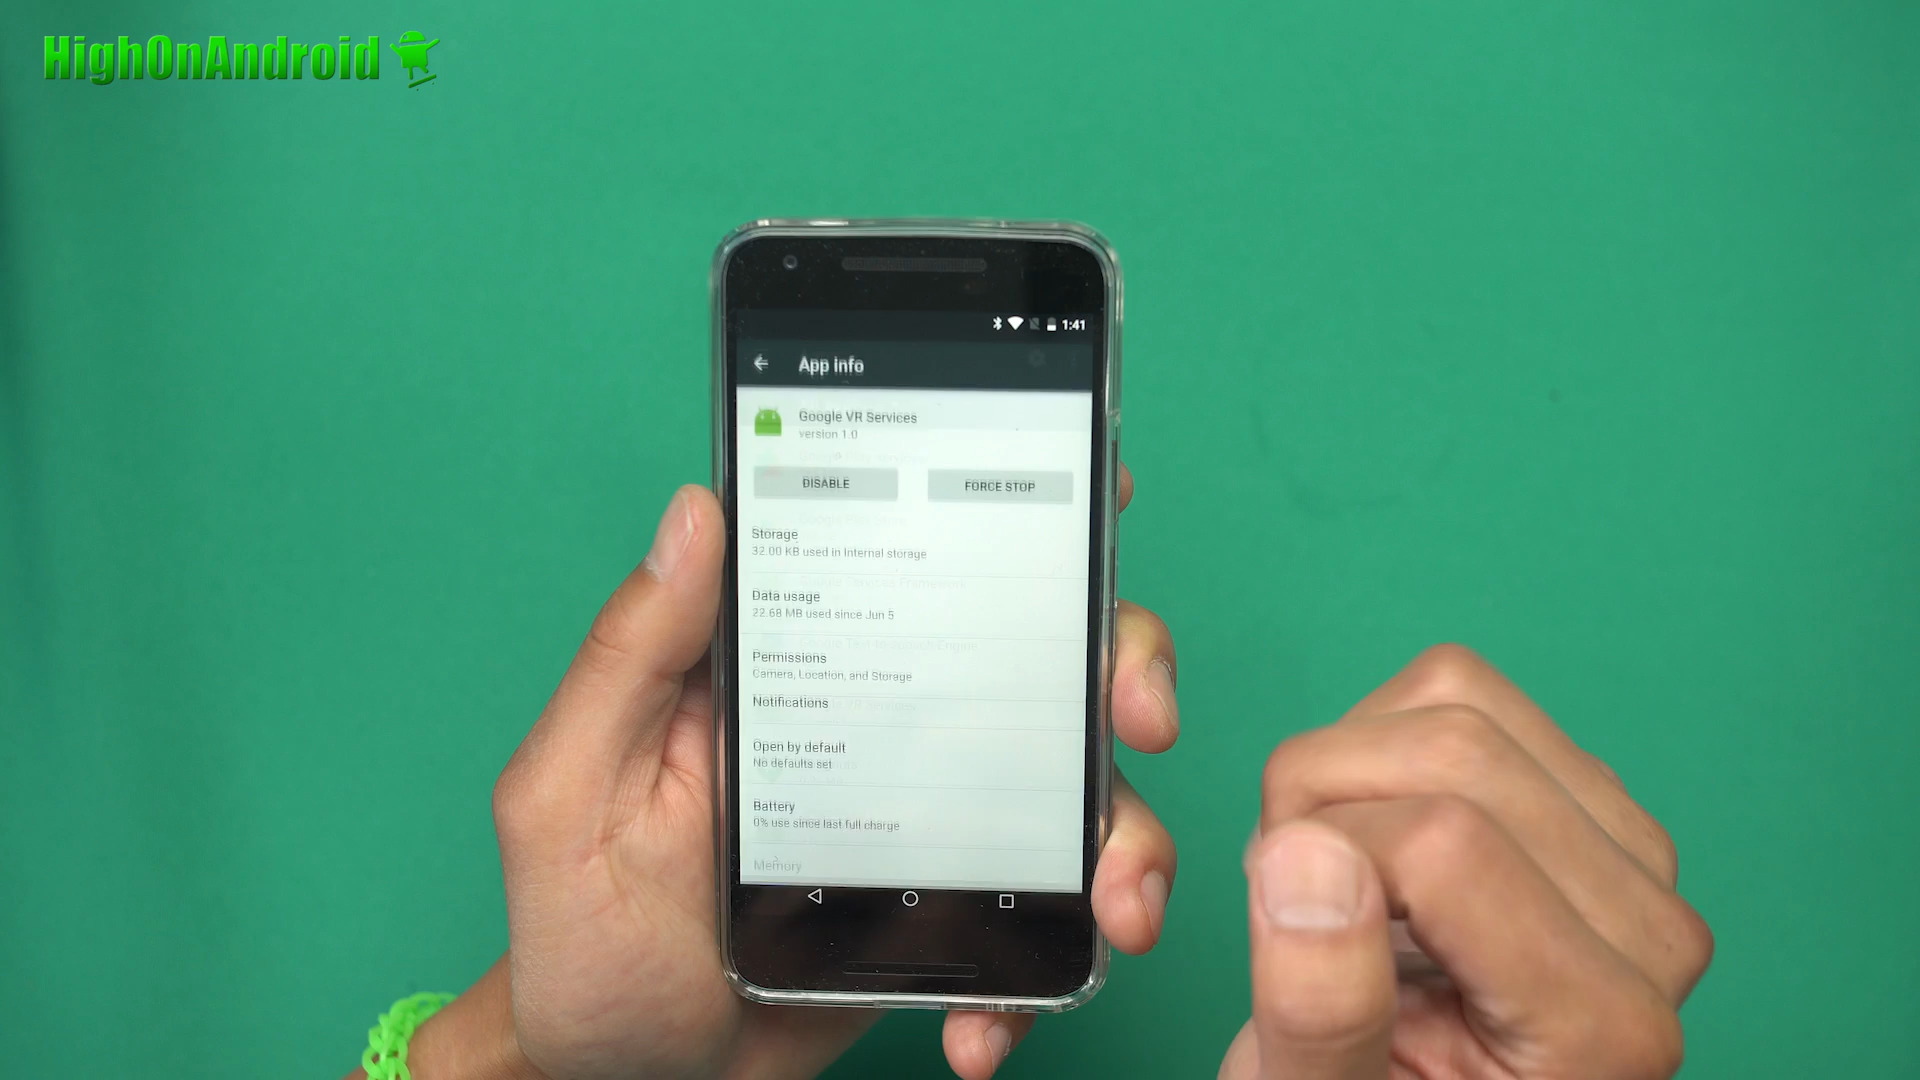 HighOnAndroid
1:41
App info
Google VR Services
version 1.0
DISABLE
FORCE STOP
Storage
32.00 KB used in Internal storage
Data usage
22.68 MB used since Jun 5
Permissions
Camera, Location, and Storage
Notifications
Open by default
No defaults set
Battery
0% use since last full charge
Memory